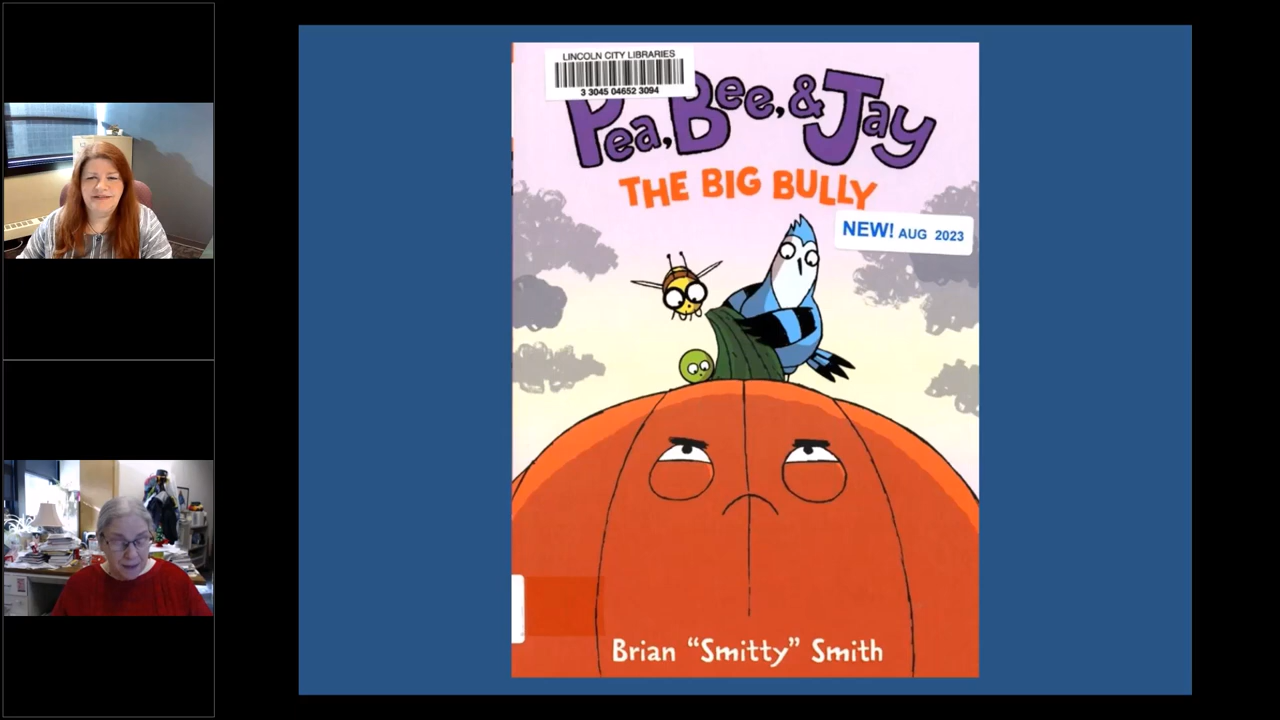 LINCOLN CITY LIBRARIES
3 3045 04652 3094
Pea, Bee, & Jay
THE BIG BULLY
NEW! AUG 2023
Brian “Smitty” Smith